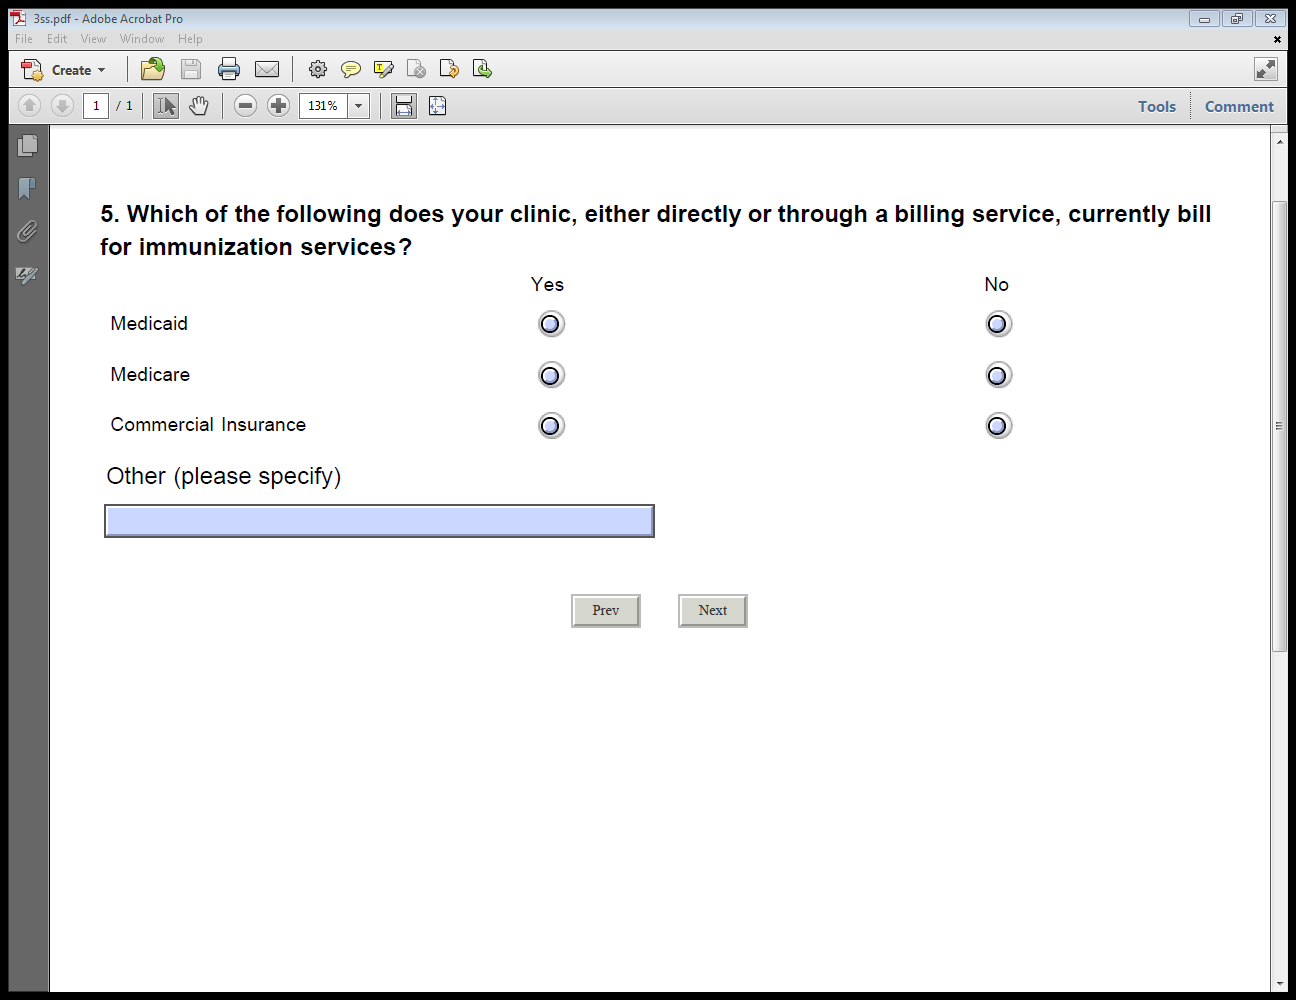 3ss.pdf - Adobe Acrobat Pro
File Edit View Window Help
Create
1 / 1 131% Tools Comment
5. Which of the following does your clinic, either directly or through a billing service, currently bill
for immunization services?
Yes No
Medicaid
Medicare
Commercial Insurance
Other (please specify)
Prev Next